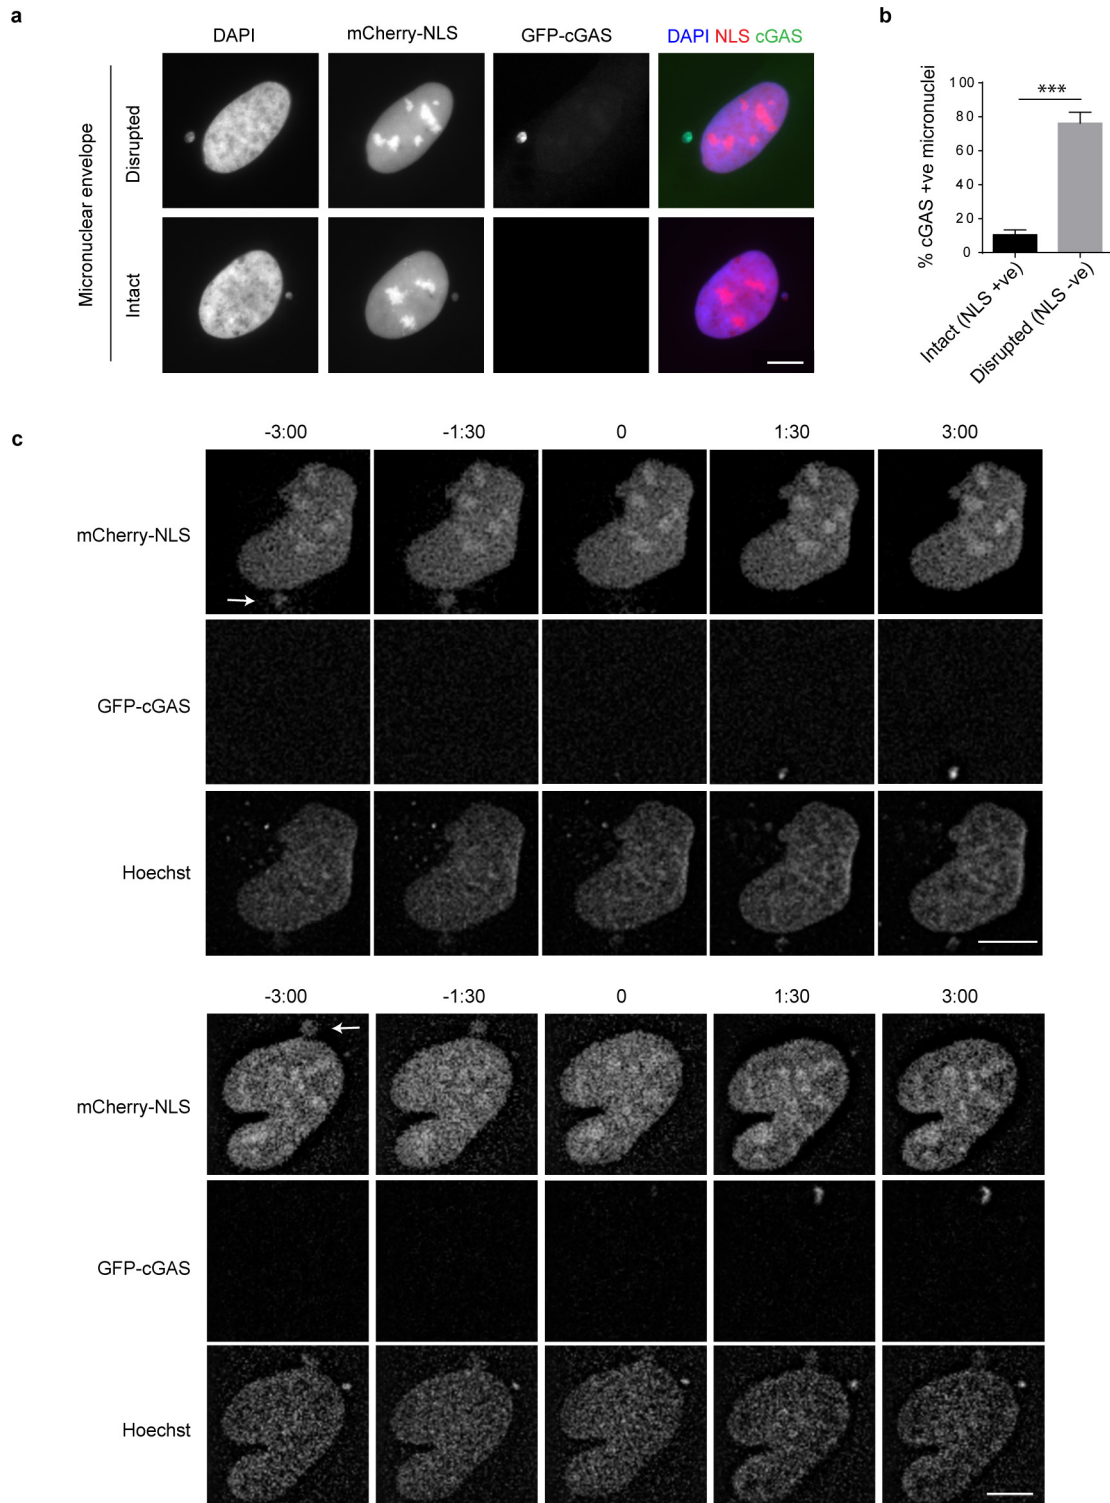 a
DAPI
mCherry-NLS
GFP-cGAS
DAPI NLS cGAS
Micronuclear envelope
Disrupted
Intact
b
% cGAS +ve micronuclei
100
80
60
40
20
0
***
Intact (NLS +ve)
Disrupted (NLS -ve)
c
-3:00
-1:30
0
1:30
3:00
mCherry-NLS
GFP-cGAS
Hoechst
-3:00
-1:30
0
1:30
3:00
mCherry-NLS
GFP-cGAS
Hoechst